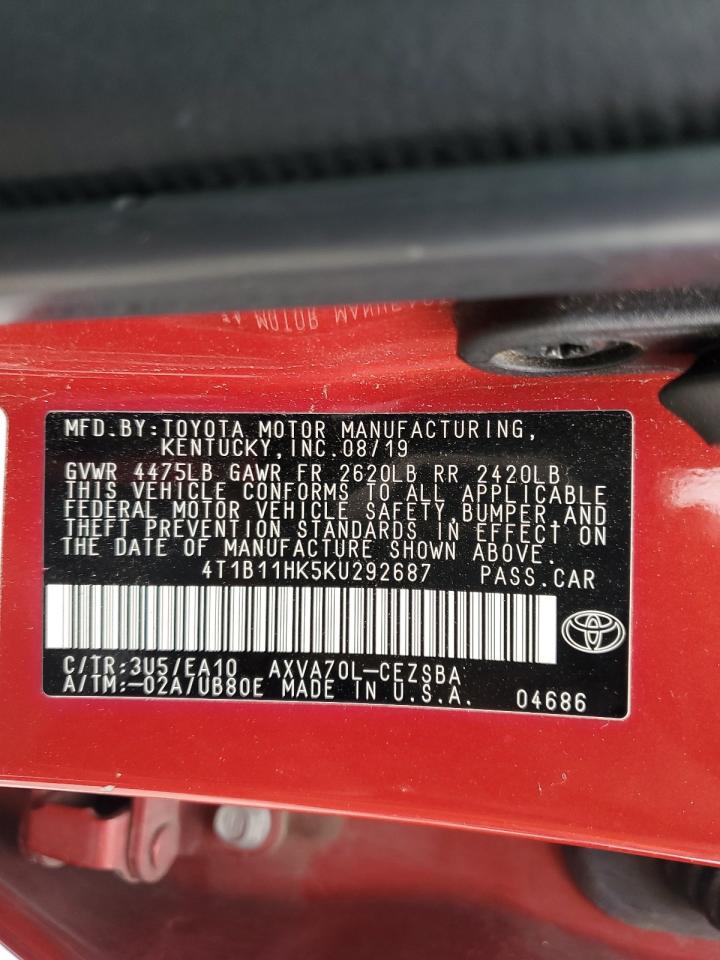 MOTOR MANUFAC
MFD.BY:TOYOTA MOTOR MANUFACTURING,
KENTUCKY,INC.08/19
GVWR 4475LB GAWR FR 2620LB RR 2420LB
THIS VEHICLE CONFORMS TO ALL APPLICABLE
FEDERAL MOTOR VEHICLE SAFETY,BUMPER,AND
THEFT PREVENTION STANDARDS IN EFFECT ON
THE DATE OF MANUFACTURE SHOWN ABOVE.
4T1B11HK5KU292687 PASS.CAR
C/TR:3U5/EA10 AXVA70L-CEZSBA
A/TM:-02A/UB80E MADE IN U.S.A. 04686